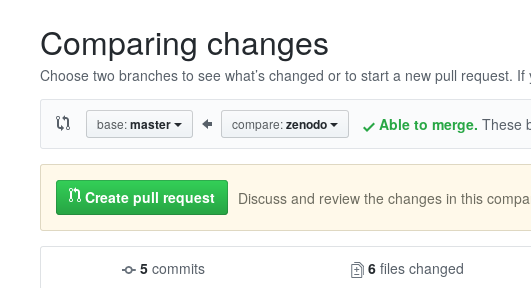 Comparing changes
Choose two branches to see what's changed or to start a new pull request. If
base: master compare: zenodo Able to merge. These
Create pull request Discuss and review the changes in this
5 commits 6 files changed